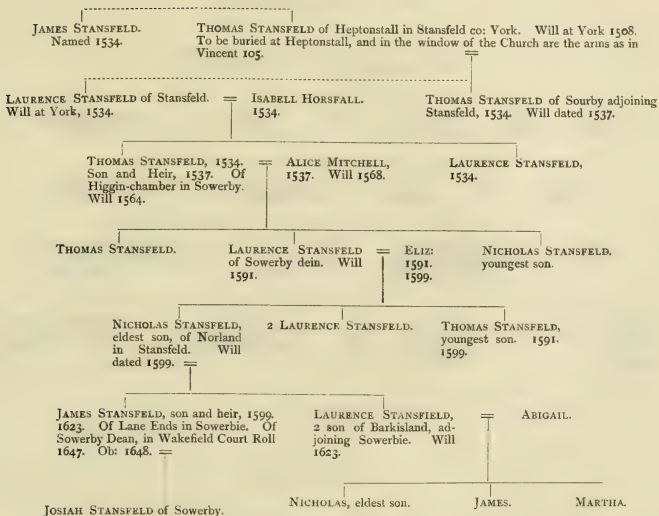 JAMES STANSFELD.
Named 1534.
THOMAS STANSFELD of Heptonstall in Stansfeld co: York. Will at York 1508.
To be buried at Heptonstall, and in the window of the Church are the arms as in
Vincent 105.
=
LAURENCE STANSFELD of Stansfeld.
Will at York, 1534.
=
ISABELL HORSFALL.
1534.
THOMAS STANSFELD of Sourby adjoining
Stansfeld, 1534. Will dated 1537.
THOMAS STANSFELD, 1534.
Son and Heir, 1537. Of
Higgin-chamber in Sowerby.
Will 1564.
=
ALICE MITCHELL,
1537. Will 1568.
LAURENCE STANSFELD,
1534.
THOMAS STANSFELD.
LAURENCE STANSFELD
of Sowerby dein. Will
1591.
=
ELIZ:
1591.
1599.
NICHOLAS STANSFELD.
youngest son.
NICHOLAS STANSFELD,
eldest son, of Norland
in Stansfeld. Will
dated 1599. =
2 LAURENCE STANSFELD.
THOMAS STANSFELD,
youngest son. 1591.
1599.
JAMES STANSFELD, son and heir, 1599.
1623. Of Lane Ends in Sowerbie. Of
Sowerby Dean, in Wakefield Court Roll
1647. Ob: 1648. =
LAURENCE STANSFIELD,
2 son of Barkisland, ad-
joining Sowerbie. Will
1623.
=
ABIGAIL.
JOSIAH STANSFELD of Sowerby.
NICHOLAS, eldest son.
JAMES.
MARTHA.